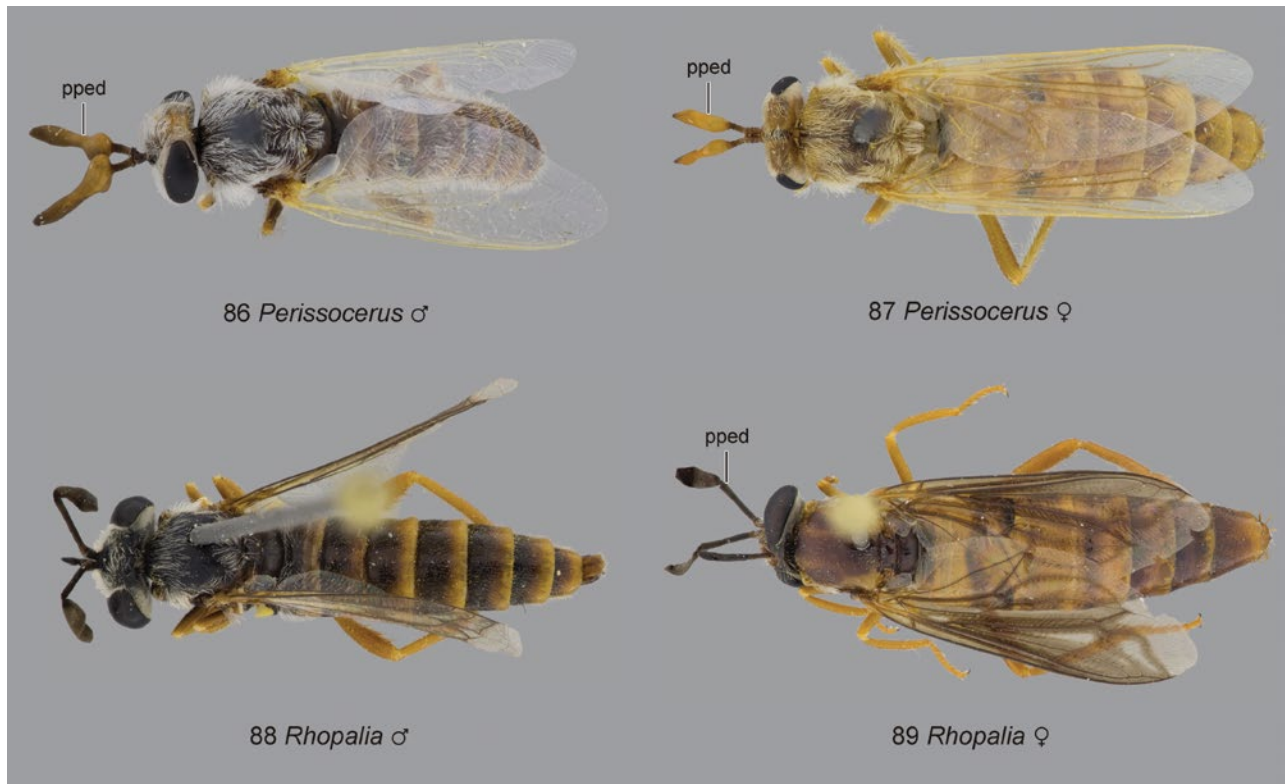 pped
pped
86 Perissocerus ♂
87 Perissocerus ♀
pped
88 Rhopalia ♂
89 Rhopalia ♀